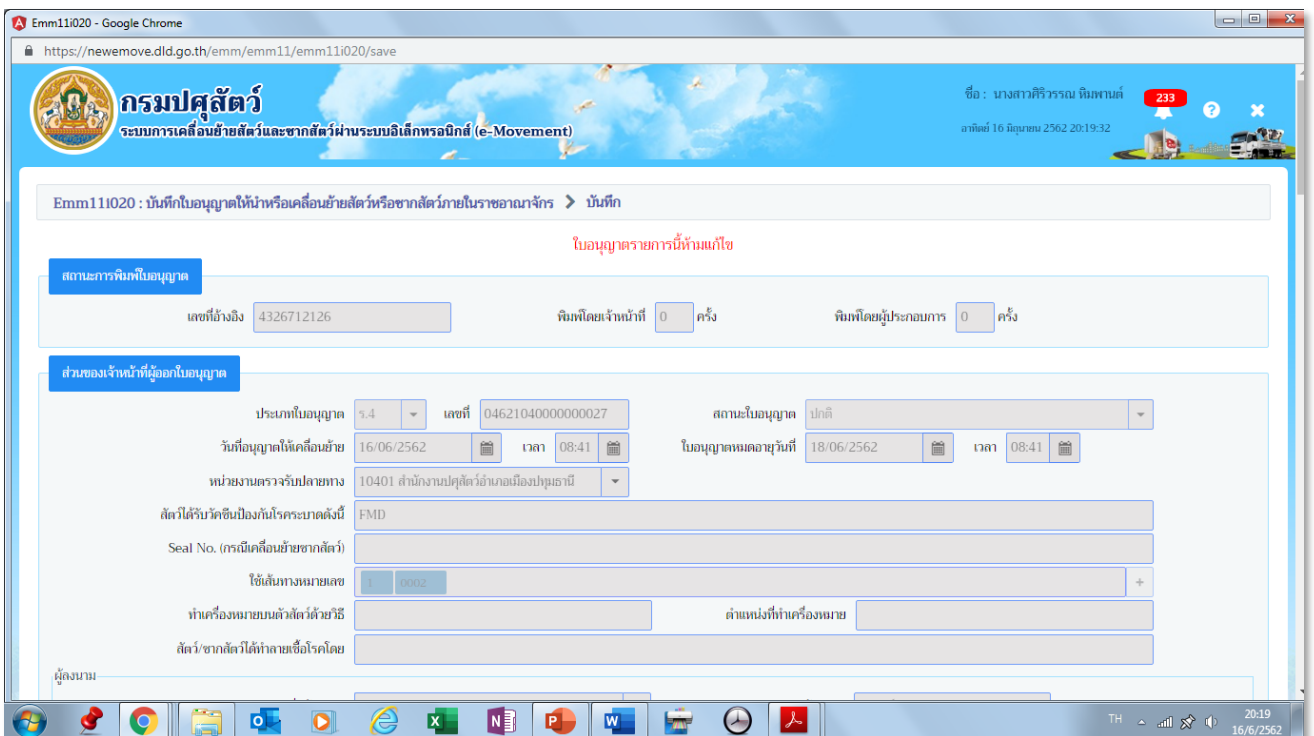 Emm11i020 - Google Chrome
https://newemove.dld.go.th/emm/emm11/emm11i020/save
กรมปศุสัตว์
ระบบการเคลื่อนย้ายสัตว์และซากสัตว์ผ่านระบบอิเล็กทรอนิกส์ (e-Movement)
ชื่อ : นางสาวศิริวรรณ พิมพานต์
233
อาทิตย์ 16 มิถุนายน 2562 20:19:32
Emm11i020 : บันทึกใบอนุญาตให้นำหรือเคลื่อนย้ายสัตว์หรือซากสัตว์ภายในราชอาณาจักร > บันทึก
ใบอนุญาตรายการนี้ห้ามแก้ไข
สถานะการพิมพ์ใบอนุญาต
เลขที่อ้างอิง 4326712126 พิมพ์โดยเจ้าหน้าที่ 0 ครั้ง พิมพ์โดยผู้ประกอบการ 0 ครั้ง
ส่วนของเจ้าหน้าที่ผู้ออกใบอนุญาต
ประเภทใบอนุญาต ร.4 เลขที่ 04621040000000027 สถานะใบอนุญาต ปกติ
วันที่อนุญาตให้เคลื่อนย้าย 16/06/2562 เวลา 08:41 ใบอนุญาตหมดอายุวันที่ 18/06/2562 เวลา 08:41
หน่วยงานตรวจรับปลายทาง 10401 สำนักงานปศุสัตว์อำเภอเมืองปทุมธานี
สัตว์ได้รับวัคซีนป้องกันโรคระบาดดังนี้ FMD
Seal No. (กรณีเคลื่อนย้ายซากสัตว์)
ใช้เส้นทางหมายเลข 1 0002 +
ทำเครื่องหมายบนตัวสัตว์ด้วยวิธี ตำแหน่งที่ทำเครื่องหมาย
สัตว์/ซากสัตว์ได้ทำลายเชื้อโรคโดย
ผู้ลงนาม
TH 20:19
16/6/2562